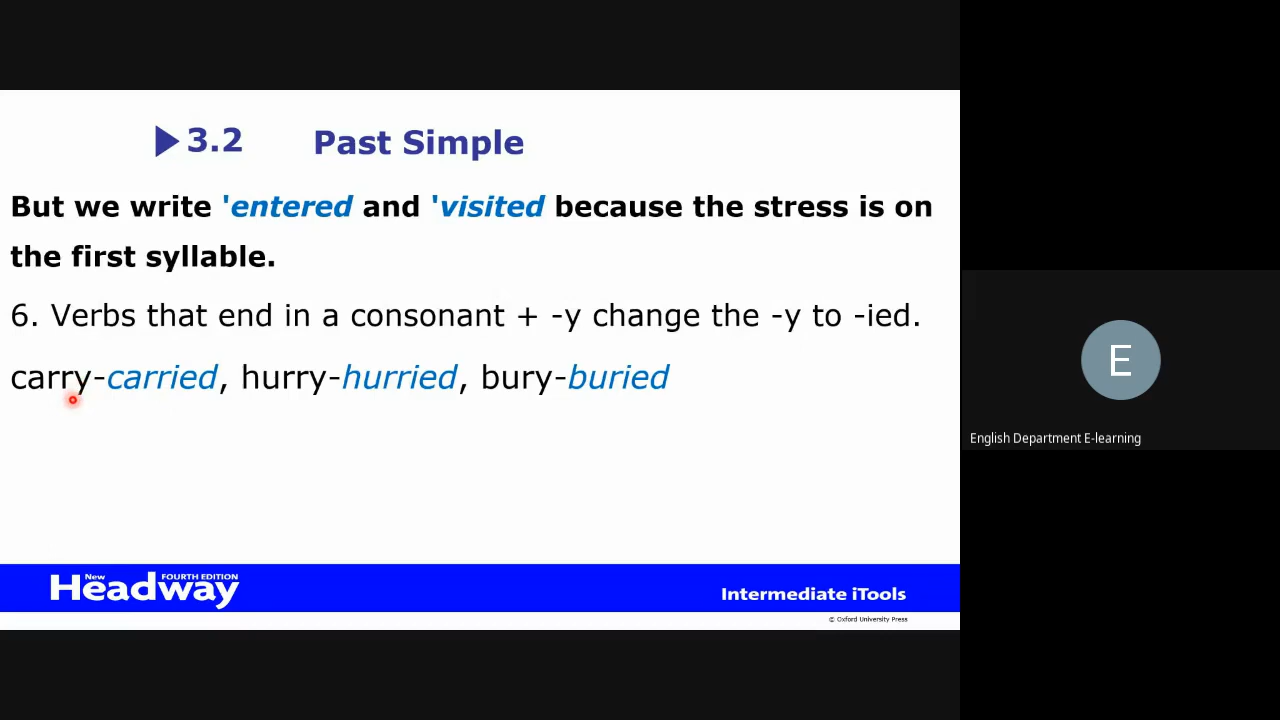 3.2 Past Simple
But we write 'entered and 'visited because the stress is on
the first syllable.
6. Verbs that end in a consonant + -y change the -y to -ied.
carry-carried, hurry-hurried, bury-buried
New Headway FOURTH EDITION
Intermediate iTools
© Oxford University Press
E
English Department E-learning